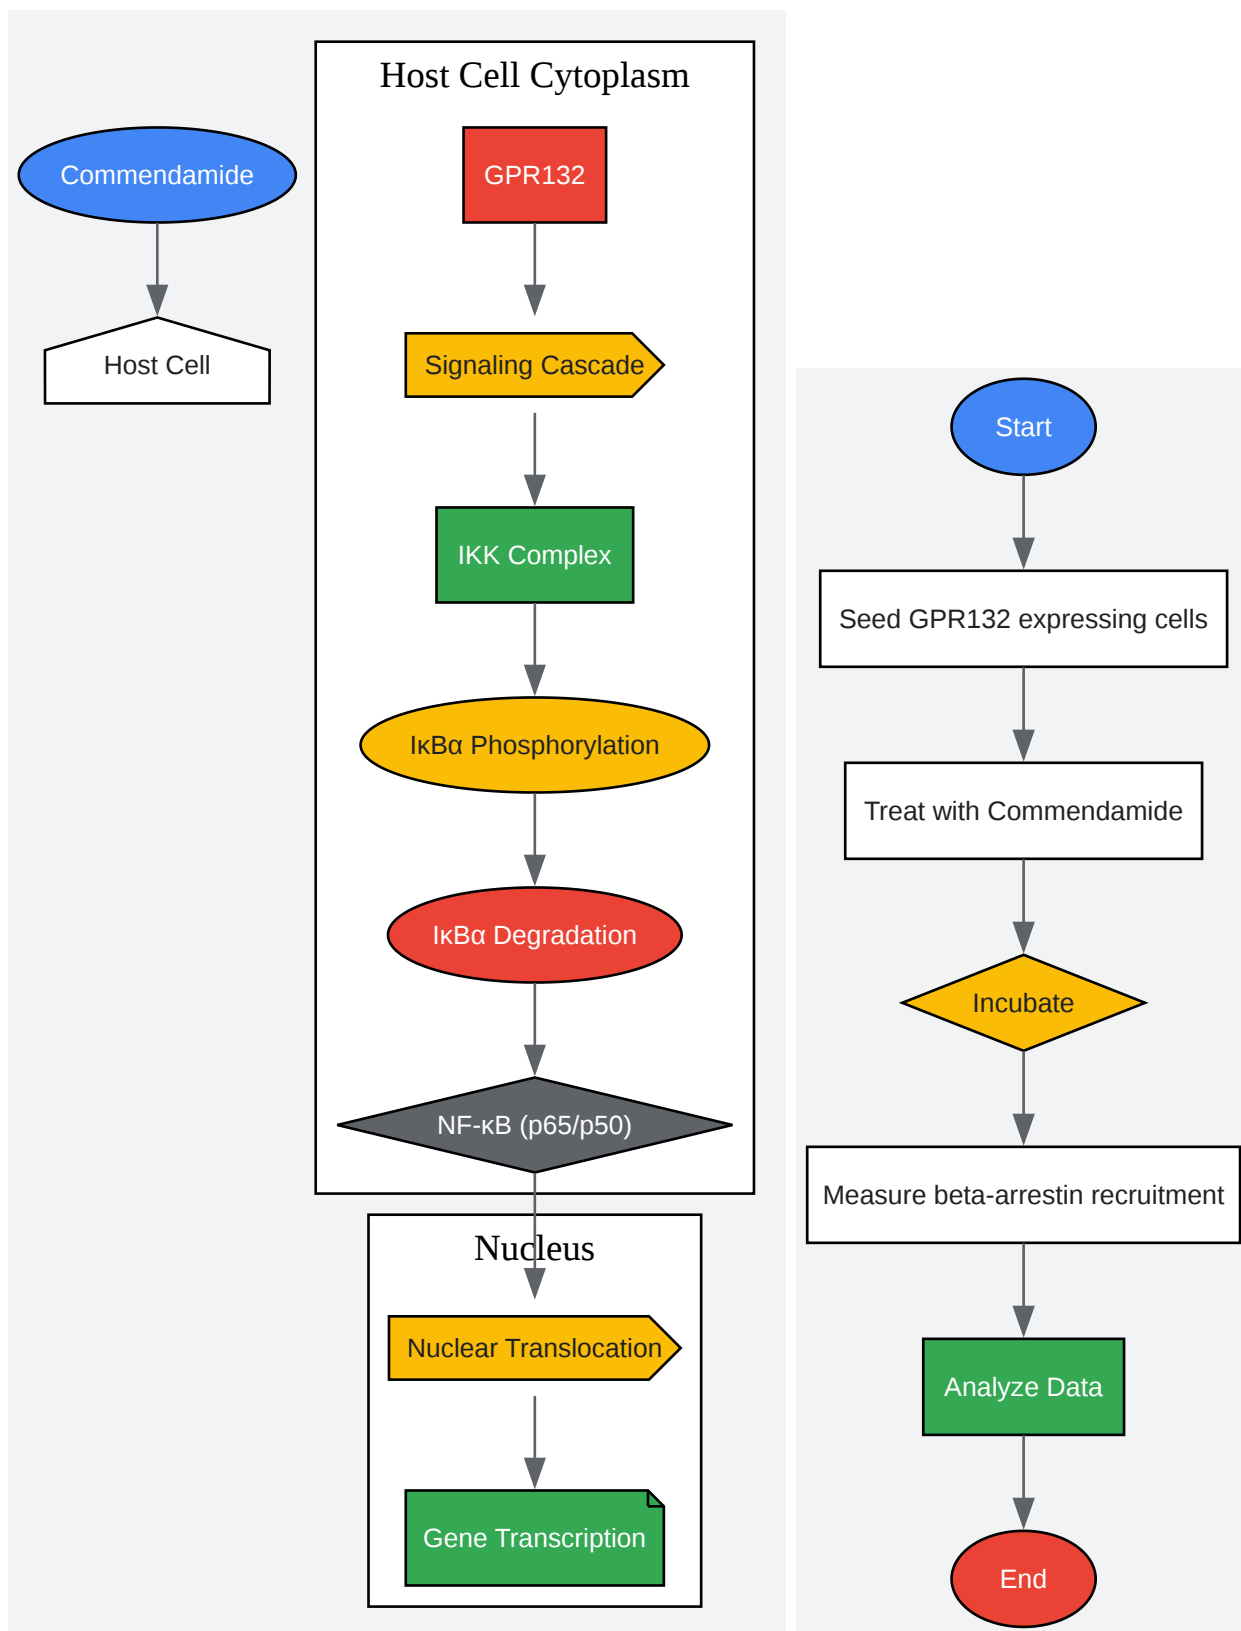 Host Cell Cytoplasm
Commendamide
GPR132
Host Cell
Signaling Cascade
IKK Complex
IκBα Phosphorylation
IκBα Degradation
NF-κB (p65/p50)
Nucleus
Nuclear Translocation
Gene Transcription
Start
Seed GPR132 expressing cells
Treat with Commendamide
Incubate
Measure beta-arrestin recruitment
Analyze Data
End